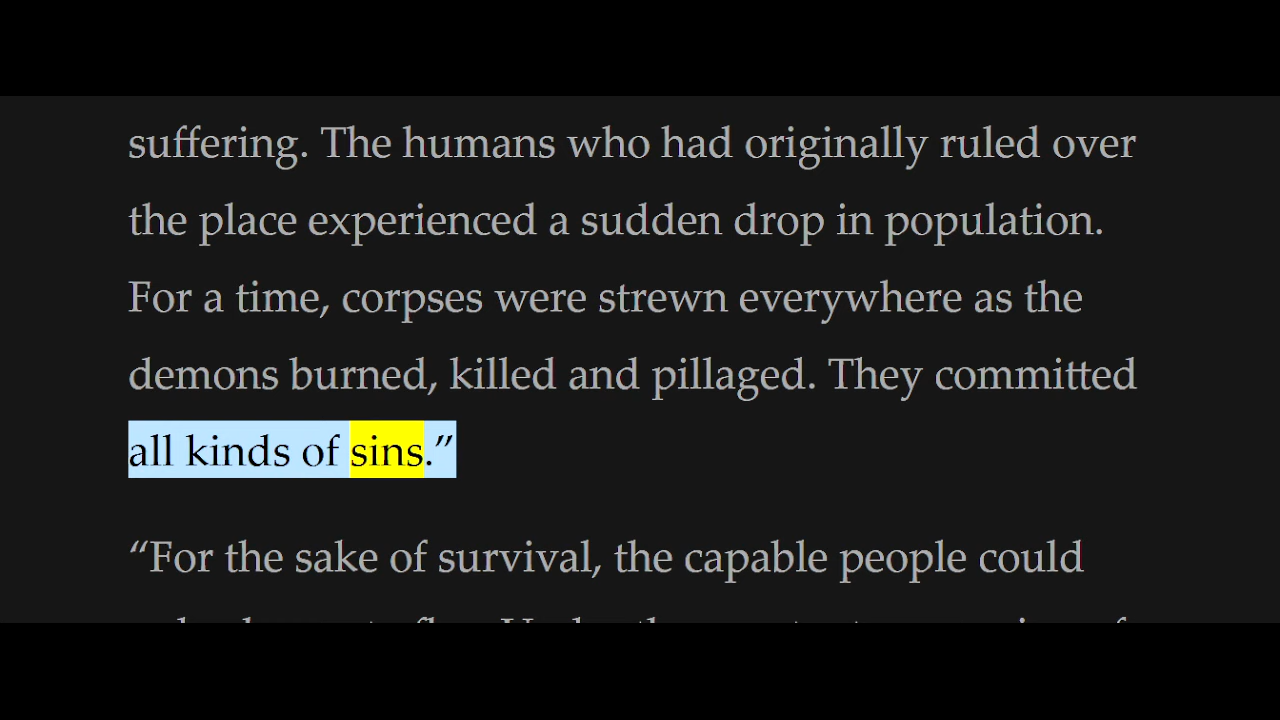 suffering. The humans who had originally ruled over
the place experienced a sudden drop in population.
For a time, corpses were strewn everywhere as the
demons burned, killed and pillaged. They committed
all kinds of sins.”
“For the sake of survival, the capable people could